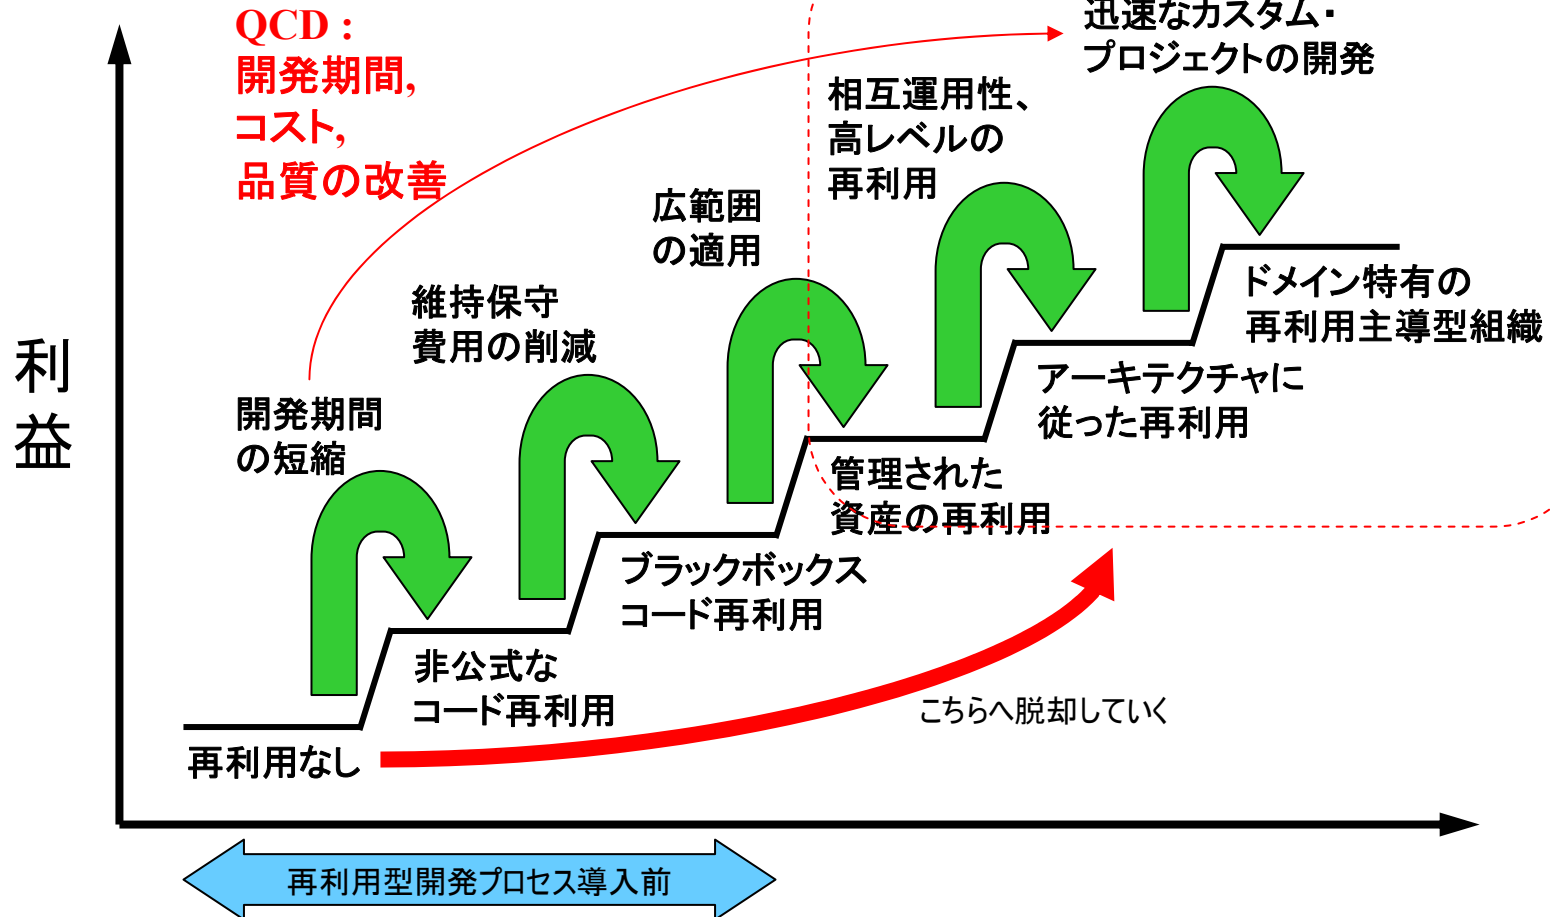 QCD :
開発期間,
コスト,
品質の改善
迅速なカスタム・
プロジェクトの開発
相互運用性、
高レベルの
再利用
広範囲
の適用
維持保守
費用の削減
開発期間
の短縮
利
益
ドメイン特有の
再利用主導型組織
アーキテクチャに
従った再利用
管理された
資産の再利用
ブラックボックス
コード再利用
非公式な
コード再利用
再利用なし
こちらへ脱却していく
再利用型開発プロセス導入前